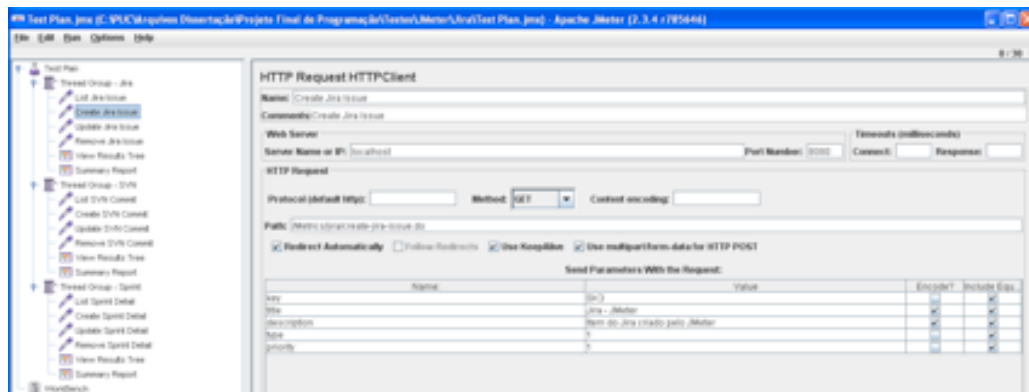 Test Plan.jmx (C:\PUC\Arquivos Dissertação\Projeto Final de Programação\Testes\JMeter\Jira\Test Plan.jmx) - Apache JMeter (2.3.4 r785646)
File Edit Run Options Help
0 / 30
Test Plan
Thread Group - Jira
List Jira Issue
Create Jira Issue
Update Jira Issue
Remove Jira Issue
View Results Tree
Summary Report
Thread Group - SVN
List SVN Commit
Create SVN Commit
Update SVN Commit
Remove SVN Commit
View Results Tree
Summary Report
Thread Group - Sprint
List Sprint Detail
Create Sprint Detail
Update Sprint Detail
Remove Sprint Detail
View Results Tree
Summary Report
WorkBench
HTTP Request HTTPClient
Name: Create Jira Issue
Comments: Create Jira Issue
Web Server
Timeouts (milliseconds)
Server Name or IP: localhost Port Number: 8080 Connect: Response:
HTTP Request
Protocol (default http): Method: GET Content encoding:
Path:
Redirect Automatically Follow Redirects Use KeepAlive Use multipart/form-data for HTTP POST
Send Parameters With the Request:
Name: Value Encode? Include Equ...
key
title Jira - JMeter
description Item do Jira criado pelo JMeter
type 1
priority 1